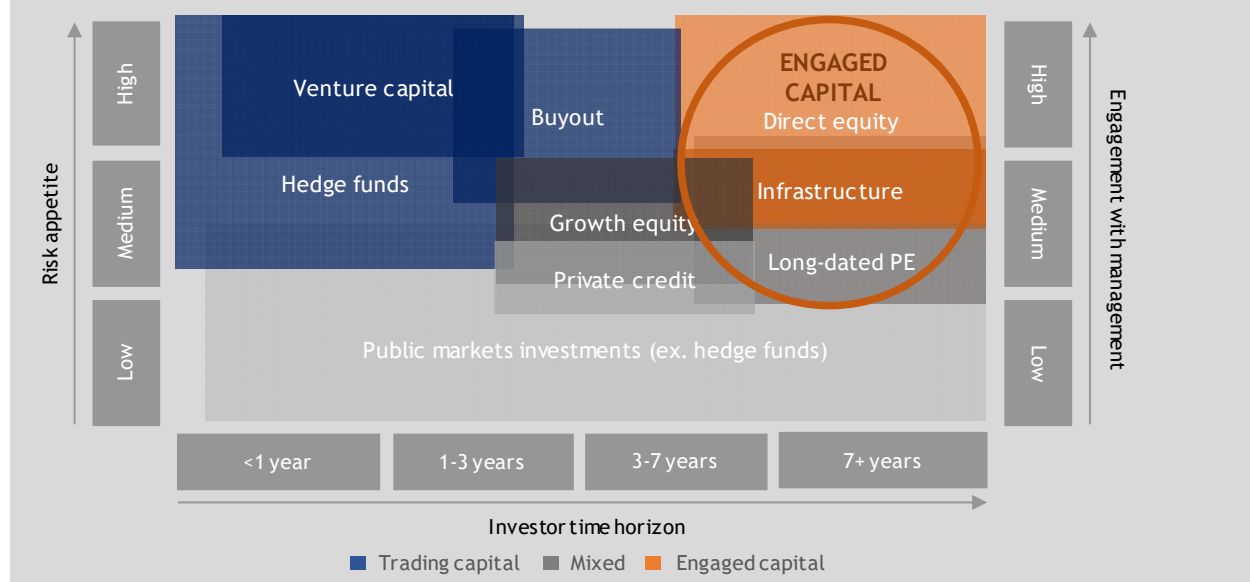 High
Medium
Low
Risk appetite
Venture capital
Buyout
Hedge funds
Growth equity
Private credit
Public markets investments (ex. hedge funds)
ENGAGED
CAPITAL
Direct equity
Infrastructure
Long-dated PE
High
Medium
Low
Engagement with management
<1 year
1-3 years
3-7 years
7+ years
Investor time horizon
Trading capital
Mixed
Engaged capital